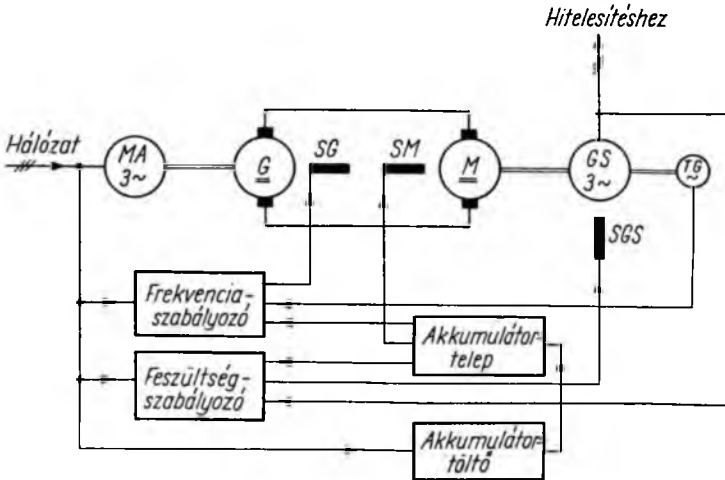 Hitelesítéshez
Hálózat
MA
3~
G
SG
SM
M
GS
3~
TG
~
SGS
Frekvencia-
szabályozó
Akkumulátor-
telep
Feszültség-
szabályozó
Akkumulátor-
töltő